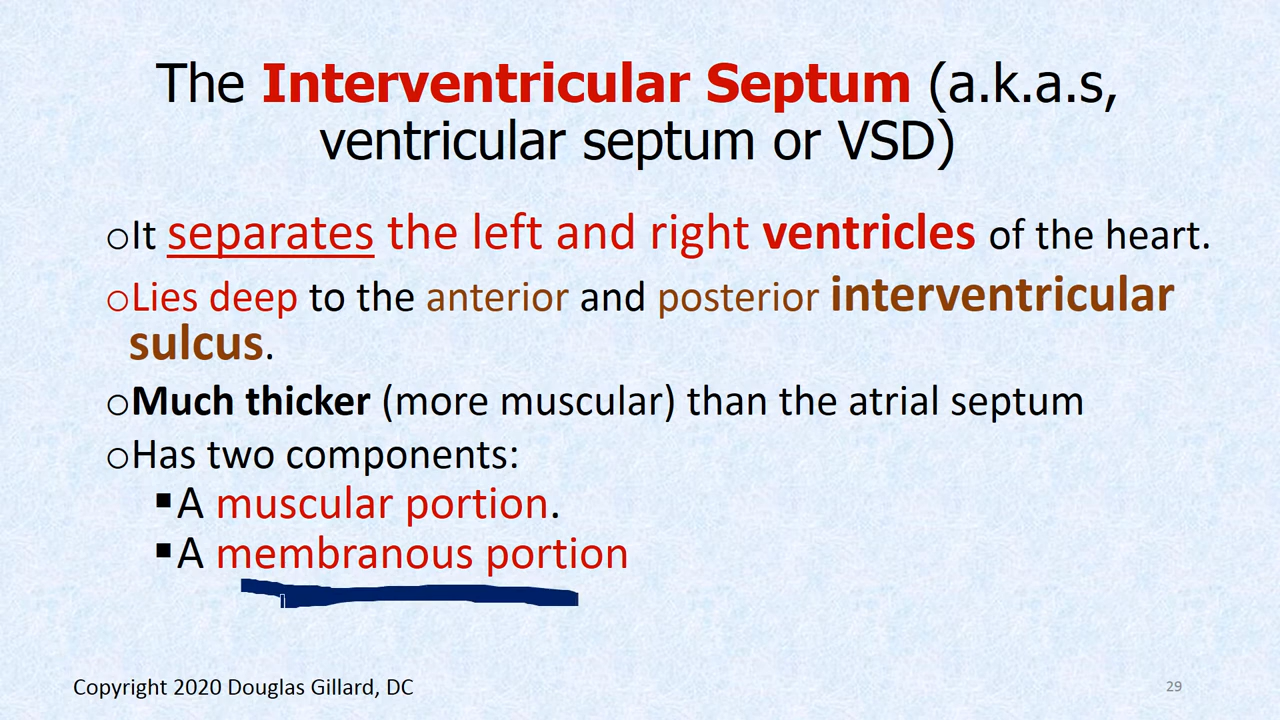 The Interventricular Septum (a.k.a.s,
ventricular septum or VSD)
oIt separates the left and right ventricles of the heart.
oLies deep to the anterior and posterior interventricular
sulcus.
oMuch thicker (more muscular) than the atrial septum
oHas two components:
▪A muscular portion.
▪A membranous portion
Copyright 2020 Douglas Gillard, DC
29